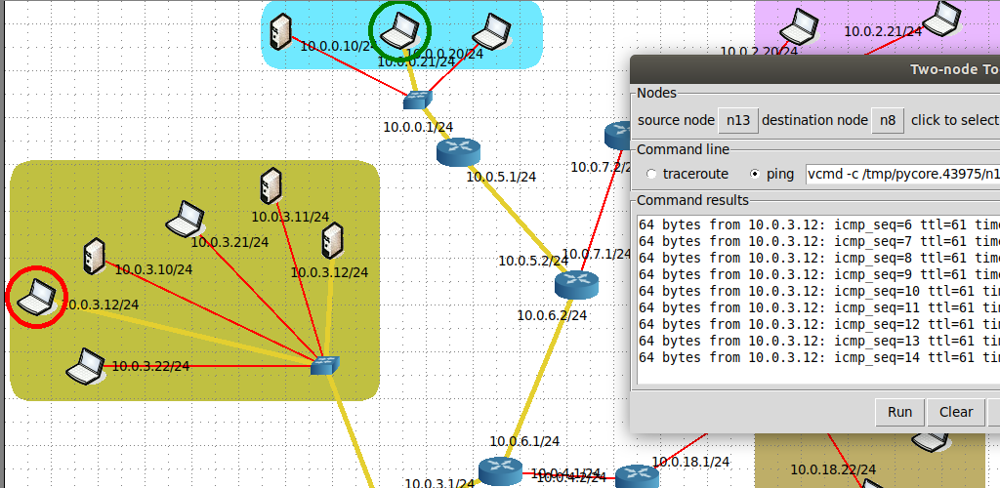 10.0.0.10/24
10.0.0.20/24
10.0.0.21/24
10.0.2.21/24
10.0.2.20/24
10.0.0.1/24
10.0.5.1/24
10.0.7.2/2
10.0.3.11/24
10.0.3.21/24
10.0.3.10/24
10.0.3.12/24
10.0.3.12/24
10.0.3.22/24
10.0.5.2/24
10.0.7.1/24
10.0.6.2/24
10.0.6.1/24
10.0.3.1/24
10.0.4.1/24
10.0.4.2/24
10.0.18.1/24
10.0.18.22/24
Two-node To
Nodes
source node n13 destination node n8 click to select
Command line
traceroute ping vcmd -c /tmp/pycore.43975/n1
Command results
64 bytes from 10.0.3.12: icmp_seq=6 ttl=61 tim
64 bytes from 10.0.3.12: icmp_seq=7 ttl=61 tim
64 bytes from 10.0.3.12: icmp_seq=8 ttl=61 tim
64 bytes from 10.0.3.12: icmp_seq=9 ttl=61 time
64 bytes from 10.0.3.12: icmp_seq=10 ttl=61 tim
64 bytes from 10.0.3.12: icmp_seq=11 ttl=61 tim
64 bytes from 10.0.3.12: icmp_seq=12 ttl=61 tim
64 bytes from 10.0.3.12: icmp_seq=13 ttl=61 tim
64 bytes from 10.0.3.12: icmp_seq=14 ttl=61 tim
Run Clear